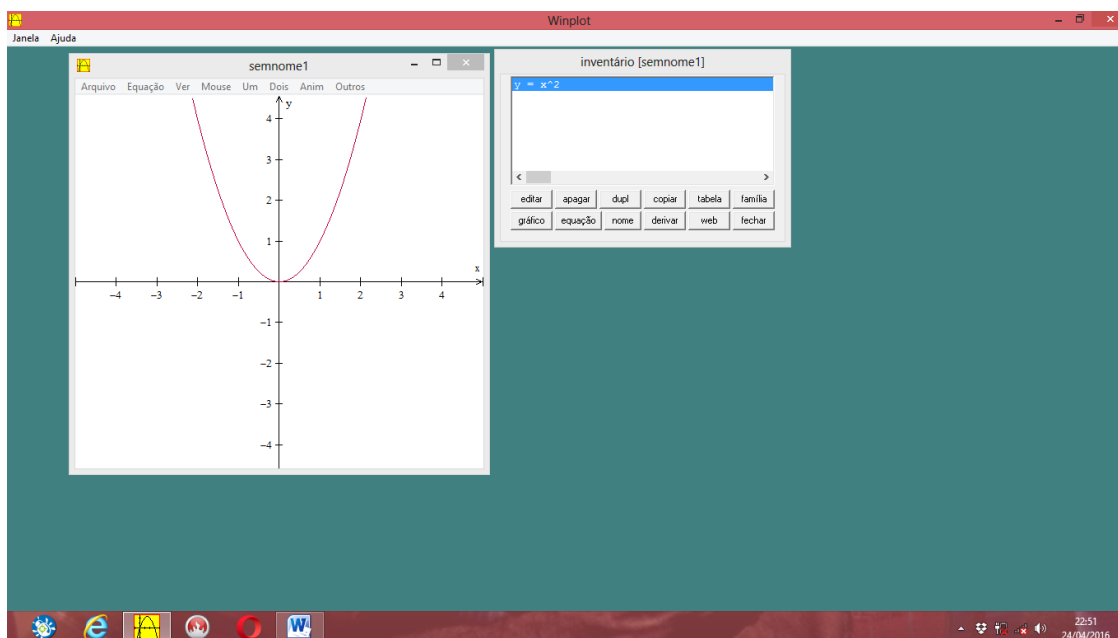 Winplot
Janela Ajuda
semnome1
Arquivo Equação Ver Mouse Um Dois Anim Outros
y
4
3
2
1
x
−4 −3 −2 −1 1 2 3 4
−1
−2
−3
−4
inventário [semnome1]
y = x^2
editar apagar dupl copiar tabela família
gráfico equação nome derivar web fechar
22:51
24/04/2016